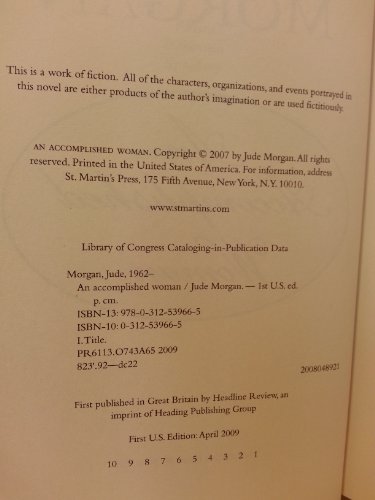 This is a work of fiction. All of the characters, organizations, and events portrayed in
this novel are either products of the author's imagination or are used fictitiously.
AN ACCOMPLISHED WOMAN. Copyright © 2007 by Jude Morgan. All rights
reserved. Printed in the United States of America. For information, address
St. Martin's Press, 175 Fifth Avenue, New York, N.Y. 10010.
www.stmartins.com
Library of Congress Cataloging-in-Publication Data
Morgan, Jude, 1962–
An accomplished woman / Jude Morgan. — 1st U.S. ed.
p. cm.
ISBN-13: 978-0-312-53966-5
ISBN-10: 0-312-53966-5
I. Title.
PR6113.O743A65 2009
823'.92—dc22
2008048921
First published in Great Britain by Headline Review, an
imprint of Heading Publishing Group
First U.S. Edition: April 2009
10 9 8 7 6 5 4 3 2 1